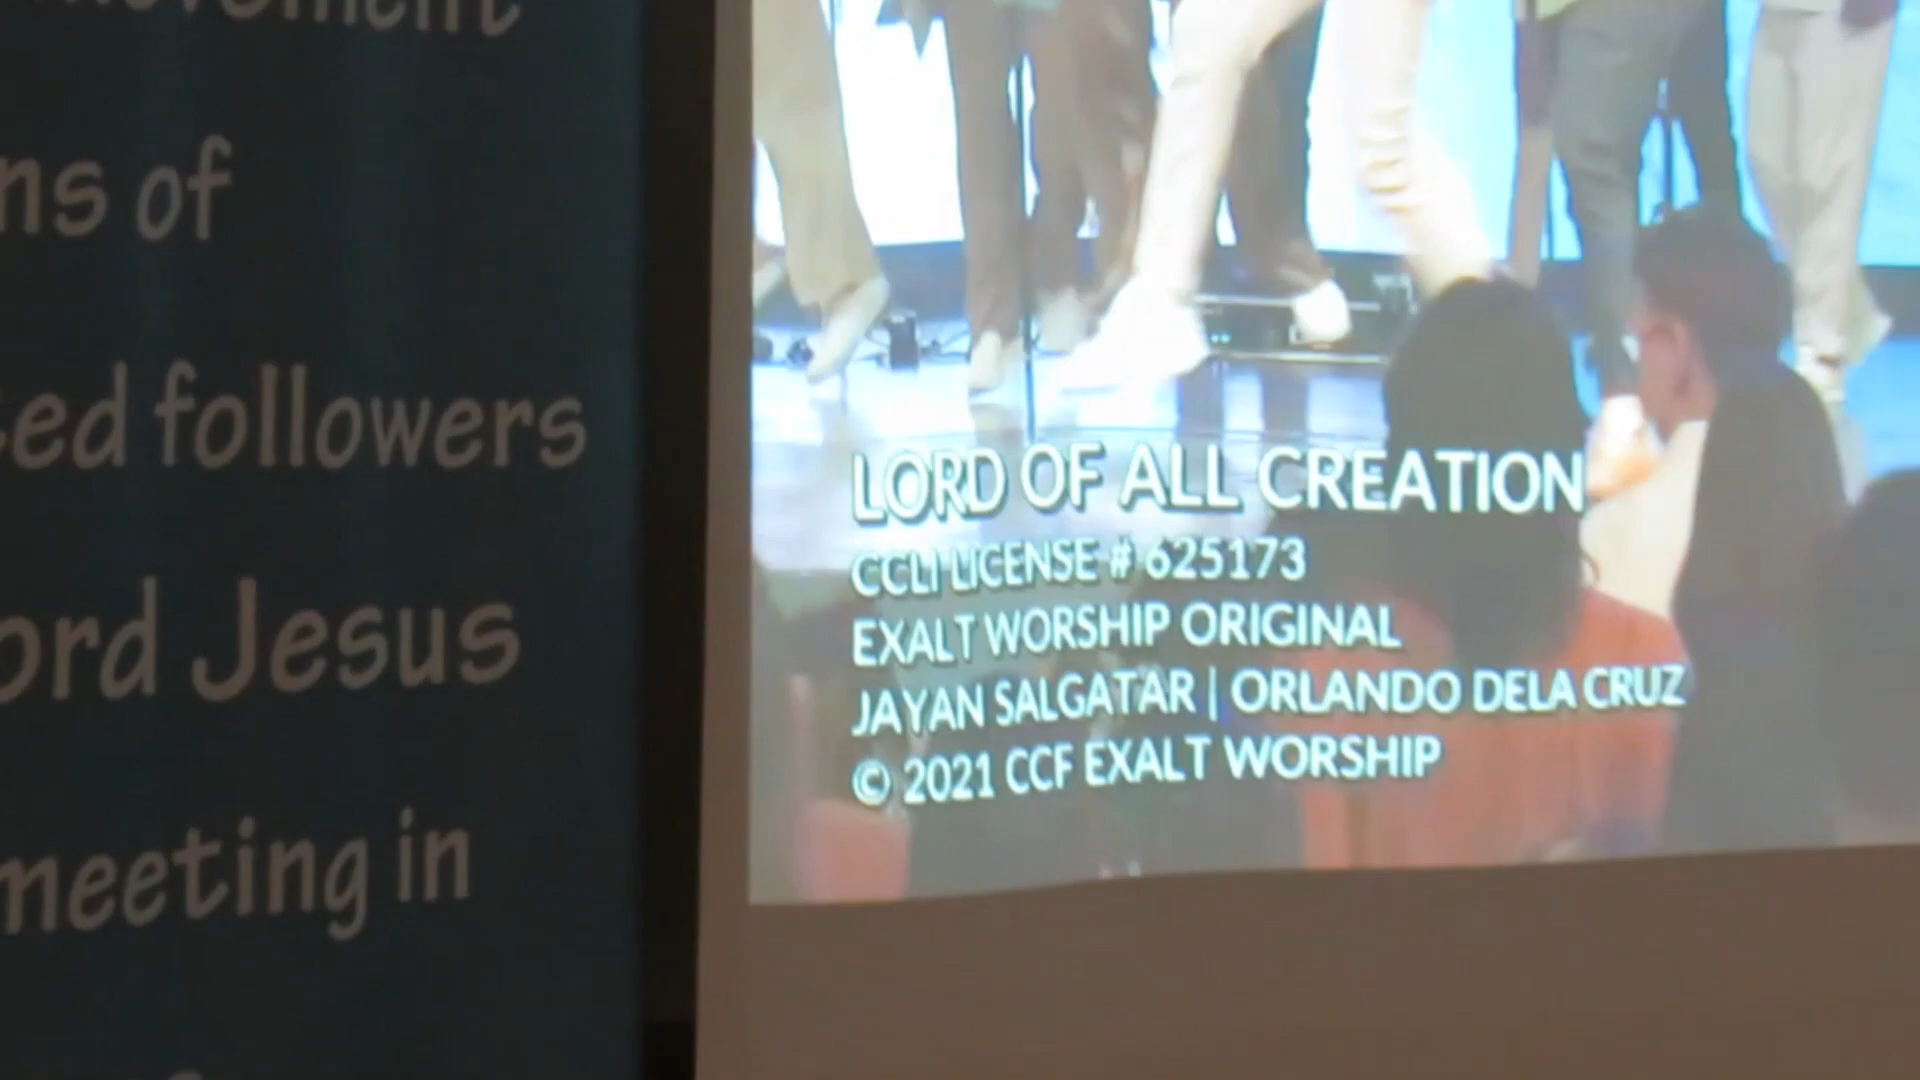 ns of
ed followers
ord Jesus
meeting in
LORD OF ALL CREATION
CCLI LICENSE # 625173
EXALT WORSHIP ORIGINAL
JAYAN SALGATAR | ORLANDO DELA CRUZ
© 2021 CCF EXALT WORSHIP